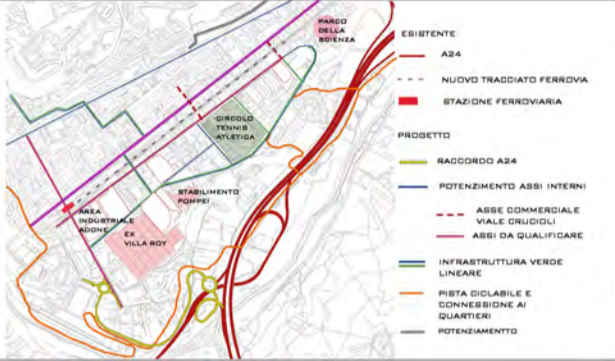 PARCO
DELLA
SCIENZA
CIRCOLO
TENNIS
ATLETICA
STABILIMENTO
POMPEI
AREA
INDUSTRIALE
ADONE
EX
VILLA ROY
ESISTENTE
A24
NUOVO TRACCIATO FERROVIA
STAZIONE FERROVIARIA
PROGETTO
RACCORDO A24
POTENZIMENTO ASSI INTERNI
ASSE COMMERCIALE
VIALE CRUCIOLI
ASSI DA QUALIFICARE
INFRASTRUTTURA VERDE
LINEARE
PISTA CICLABILE E
CONNESSIONE AI
QUARTIERI
POTENZIAMENTTO